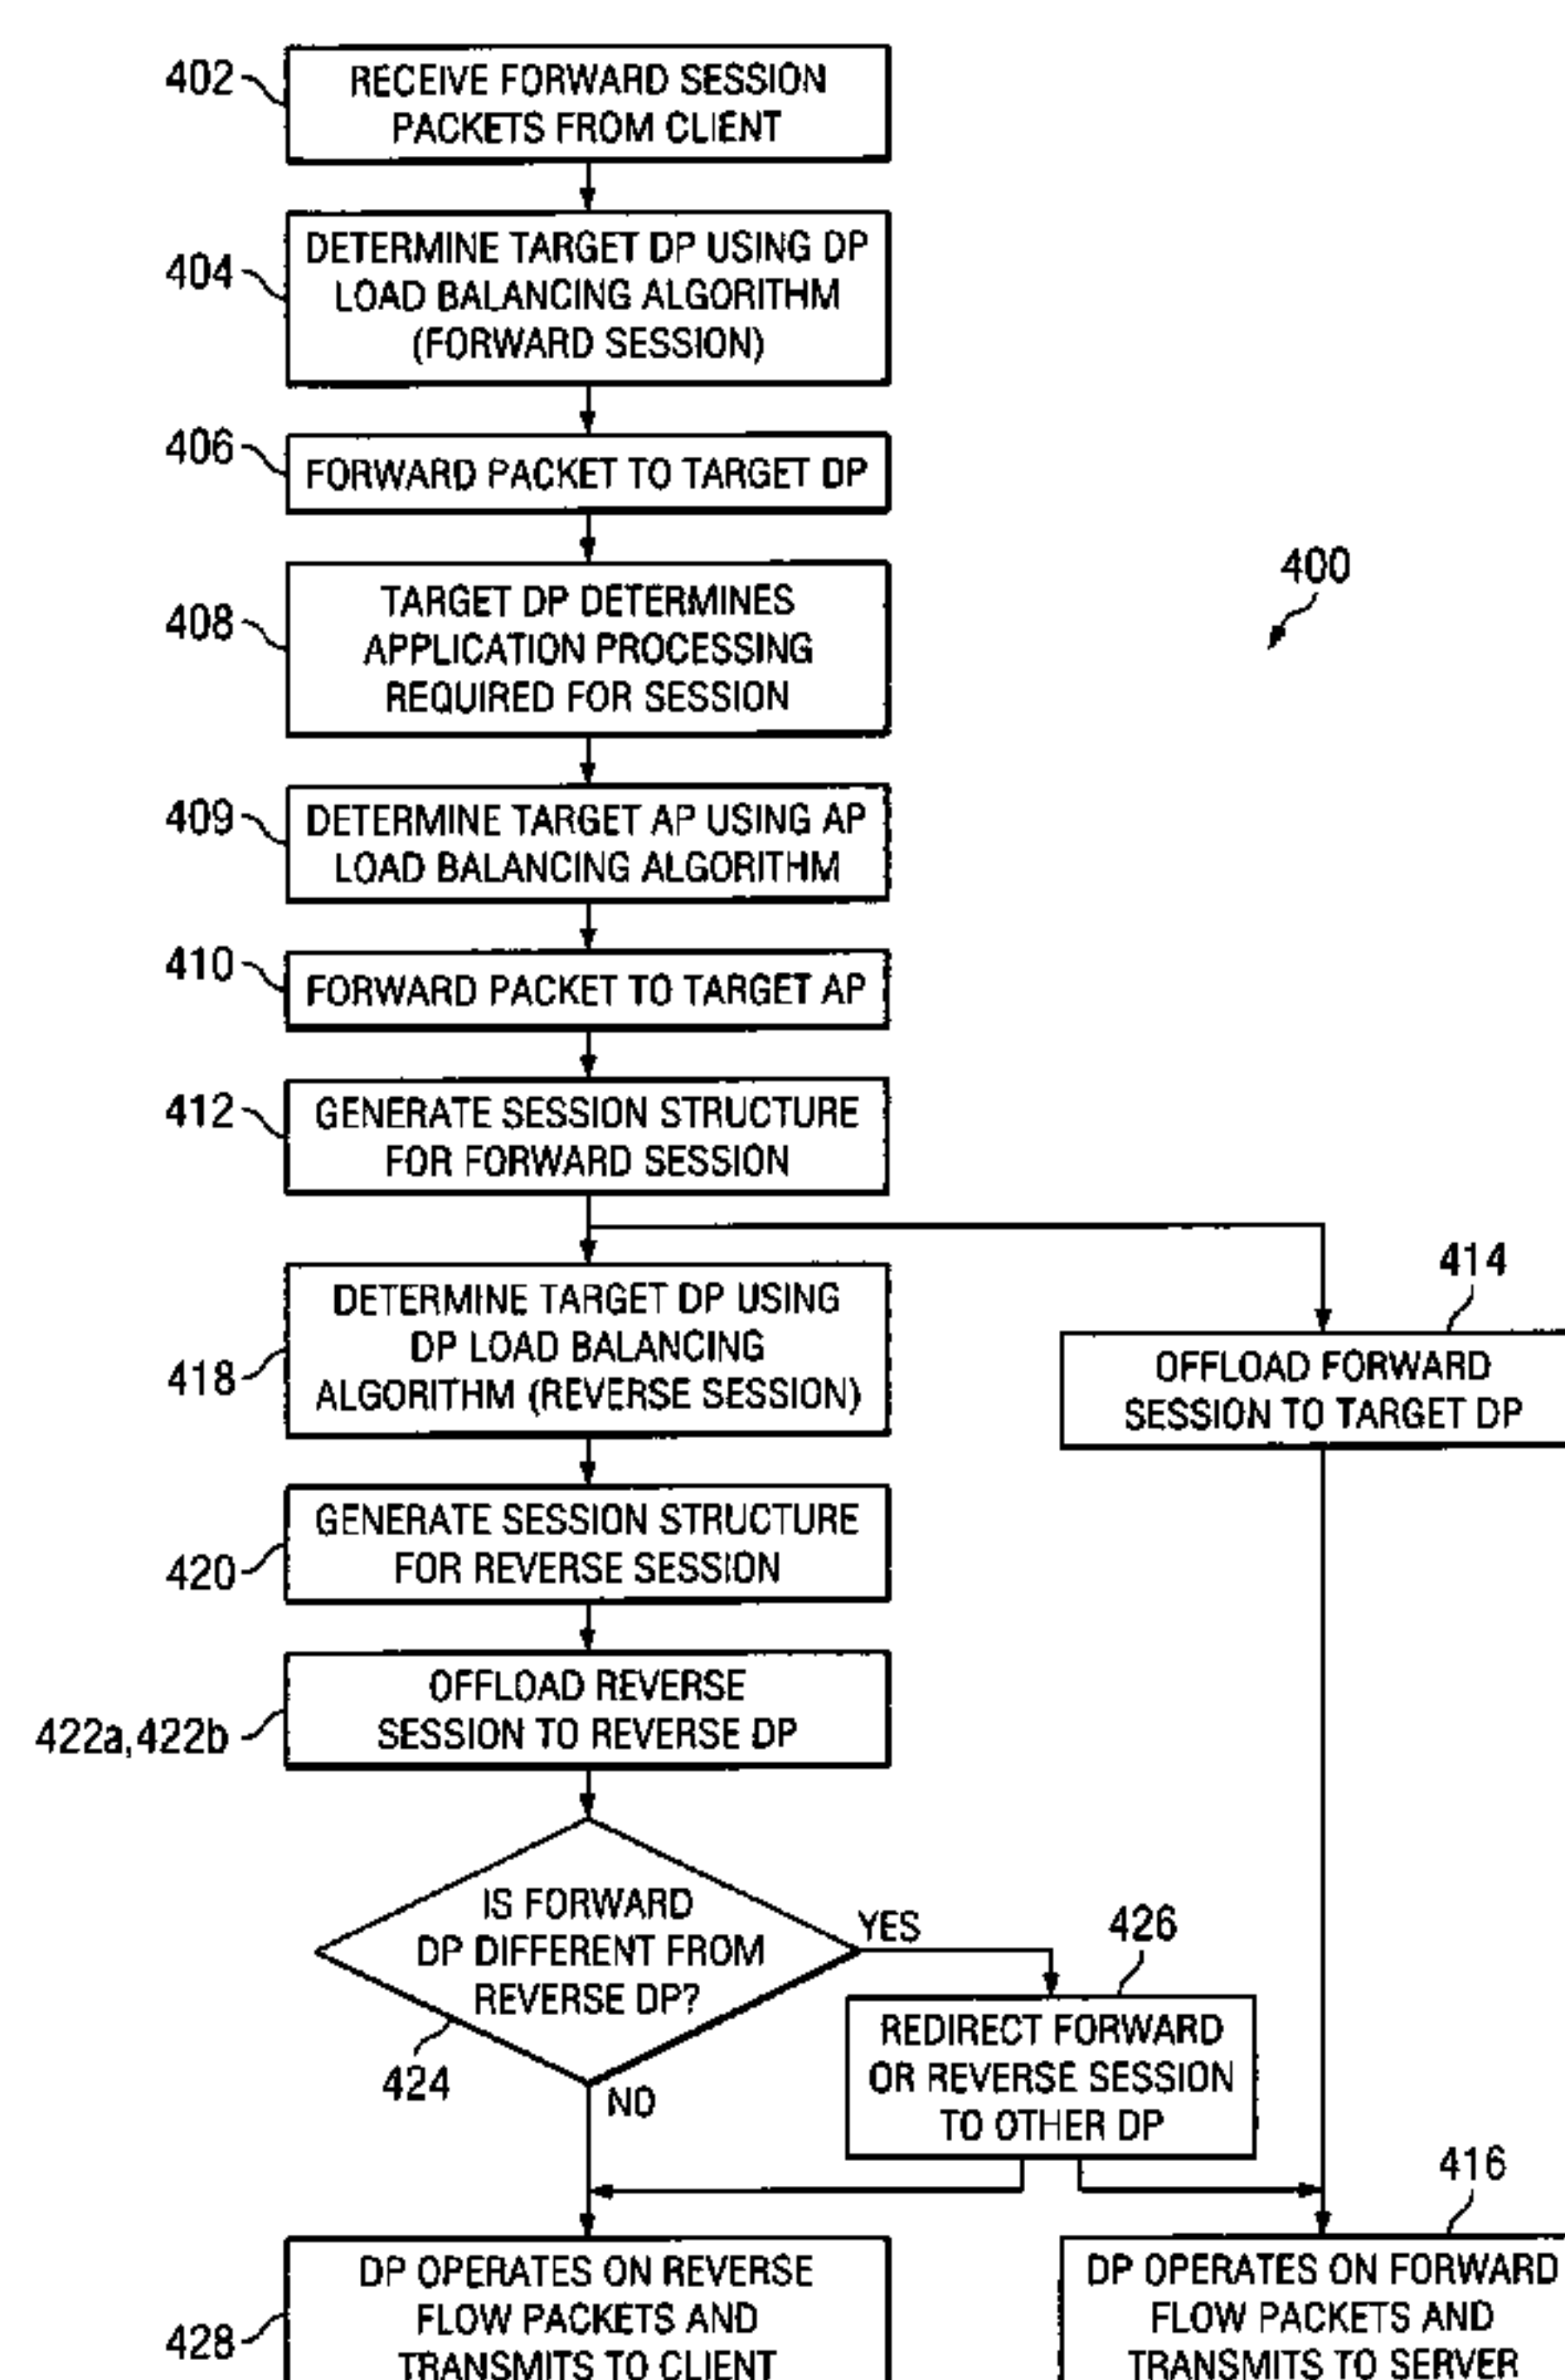 402
RECEIVE FORWARD SESSION
PACKETS FROM CLIENT
404
DETERMINE TARGET DP USING DP
LOAD BALANCING ALGORITHM
(FORWARD SESSION)
406
FORWARD PACKET TO TARGET DP
408
TARGET DP DETERMINES
APPLICATION PROCESSING
REQUIRED FOR SESSION
400
409
DETERMINE TARGET AP USING AP
LOAD BALANCING ALGORITHM
410
FORWARD PACKET TO TARGET AP
412
GENERATE SESSION STRUCTURE
FOR FORWARD SESSION
418
DETERMINE TARGET DP USING
DP LOAD BALANCING
ALGORITHM (REVERSE SESSION)
414
OFFLOAD FORWARD
SESSION TO TARGET DP
420
GENERATE SESSION STRUCTURE
FOR REVERSE SESSION
422a,422b
OFFLOAD REVERSE
SESSION TO REVERSE DP
IS FORWARD
DP DIFFERENT FROM
REVERSE DP?
424
YES
NO
426
REDIRECT FORWARD
OR REVERSE SESSION
TO OTHER DP
428
DP OPERATES ON REVERSE
FLOW PACKETS AND
TRANSMITS TO CLIENT
416
DP OPERATES ON FORWARD
FLOW PACKETS AND
TRANSMITS TO SERVER